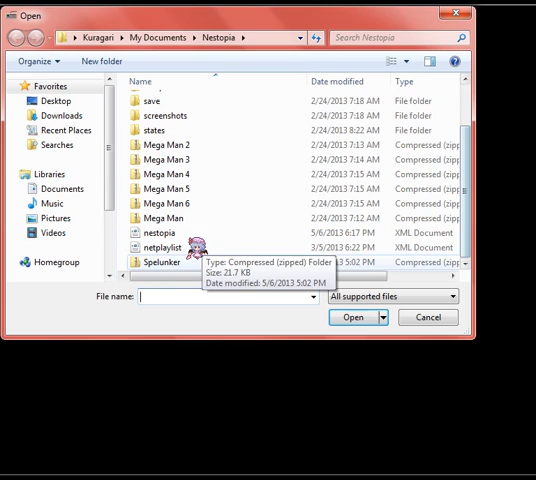 Open
Kuragari
My Documents
Nestopia
Search Nestopia
Organize
New folder
Favorites
Desktop
Downloads
Recent Places
Searches
Libraries
Documents
Music
Pictures
Videos
Homegroup
Name Date modified Type
save 2/24/2013 7:18 AM File folder
screenshots 2/24/2013 7:18 AM File folder
states 2/24/2013 8:22 AM File folder
Mega Man 2 2/24/2013 7:13 AM Compressed (zipp
Mega Man 3 2/24/2013 7:14 AM Compressed (zipp
Mega Man 4 2/24/2013 7:15 AM Compressed (zipp
Mega Man 5 2/24/2013 7:15 AM Compressed (zipp
Mega Man 6 2/24/2013 7:15 AM Compressed (zipp
Mega Man 2/24/2013 7:12 AM Compressed (zipp
nestopia 5/6/2013 6:17 PM XML Document
netplaylist 3/5/2013 6:22 PM XML Document
Spelunker 5:02 PM Compressed (zipp
Type: Compressed (zipped) Folder
Size: 21.7 KB
Date modified: 5/6/2013 5:02 PM
File name:
All supported files
Open
Cancel